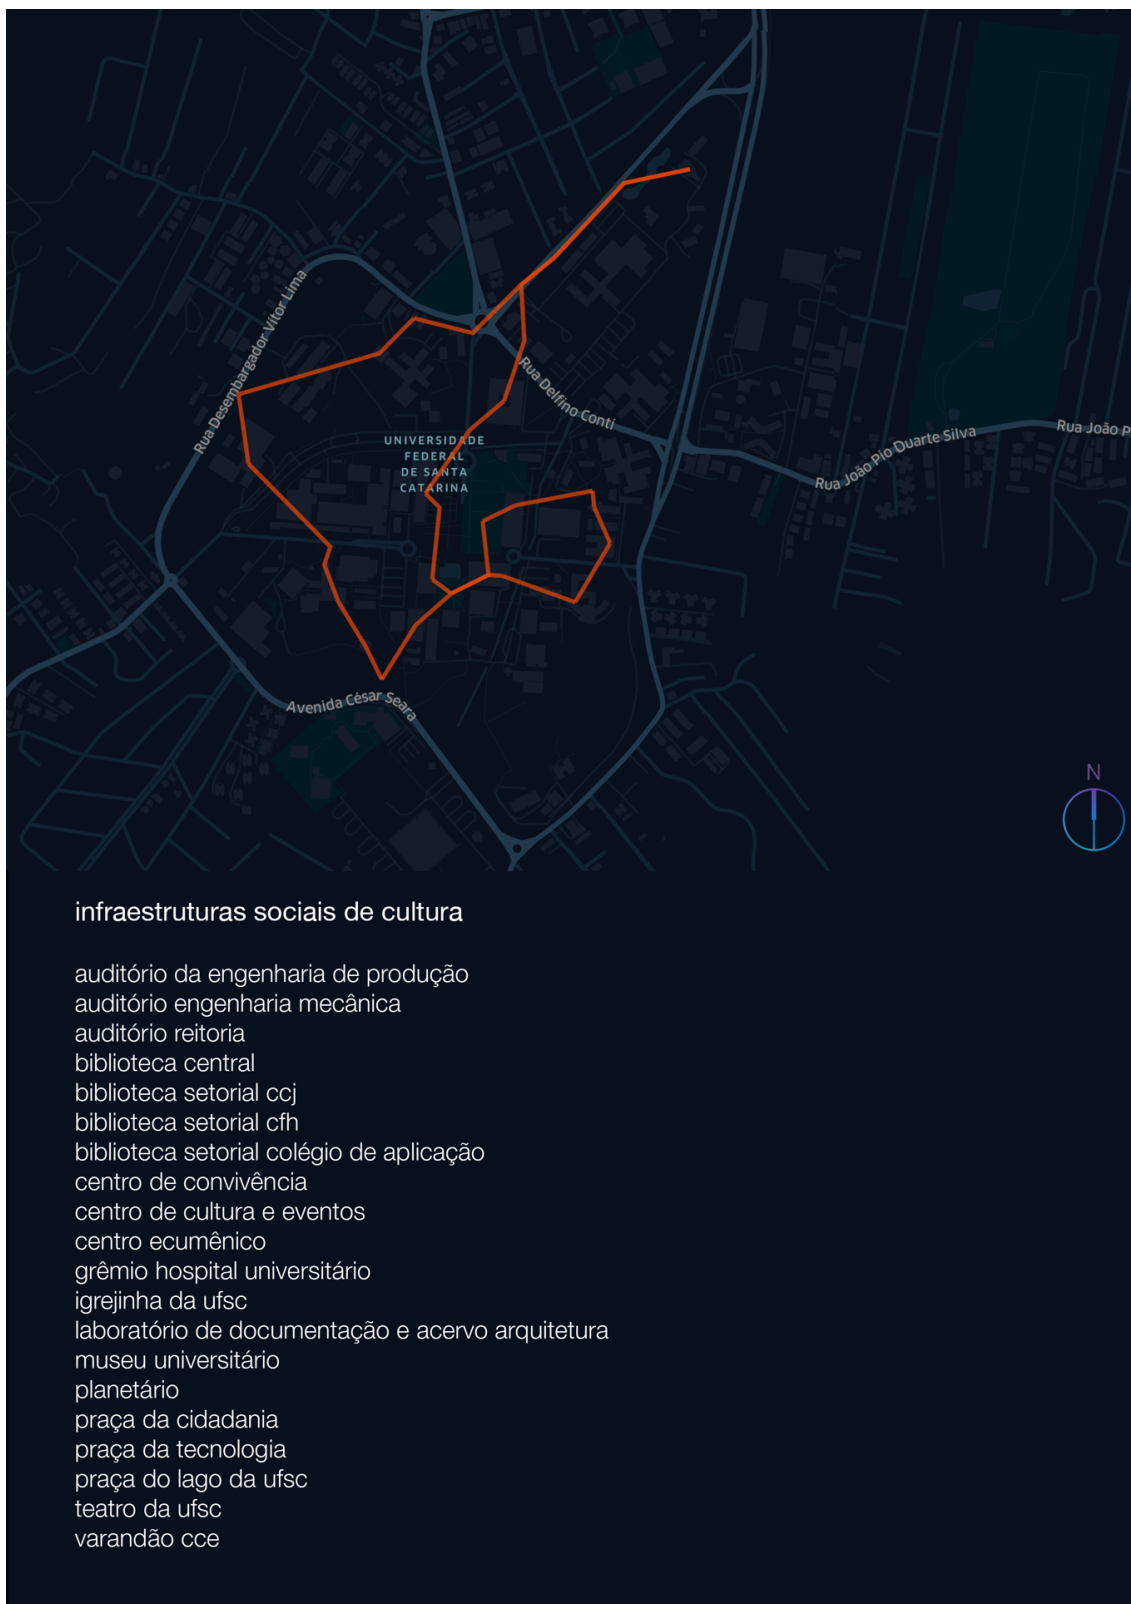 Rua Desembargador Vítor Lima
Rua Delfino Conti
UNIVERSIDADE
FEDERAL
DE SANTA
CATARINA
Rua João Pio Duarte Silva
Rua João P
Avenida César Seara
N
infraestruturas sociais de cultura
auditório da engenharia de produção
auditório engenharia mecânica
auditório reitoria
biblioteca central
biblioteca setorial ccj
biblioteca setorial cfh
biblioteca setorial colégio de aplicação
centro de convivência
centro de cultura e eventos
centro ecumênico
grêmio hospital universitário
igrejinha da ufsc
laboratório de documentação e acervo arquitetura
museu universitário
planetário
praça da cidadania
praça da tecnologia
praça do lago da ufsc
teatro da ufsc
varandão cce